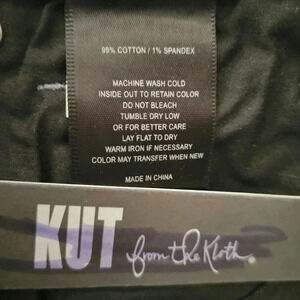 99% COTTON / 1% SPANDEX
MACHINE WASH COLD
INSIDE OUT TO RETAIN COLOR
DO NOT BLEACH
TUMBLE DRY LOW
OR FOR BETTER CARE
LAY FLAT TO DRY
WARM IRON IF NECESSARY
COLOR MAY TRANSFER WHEN NEW
MADE IN CHINA
KUT from the Kloth